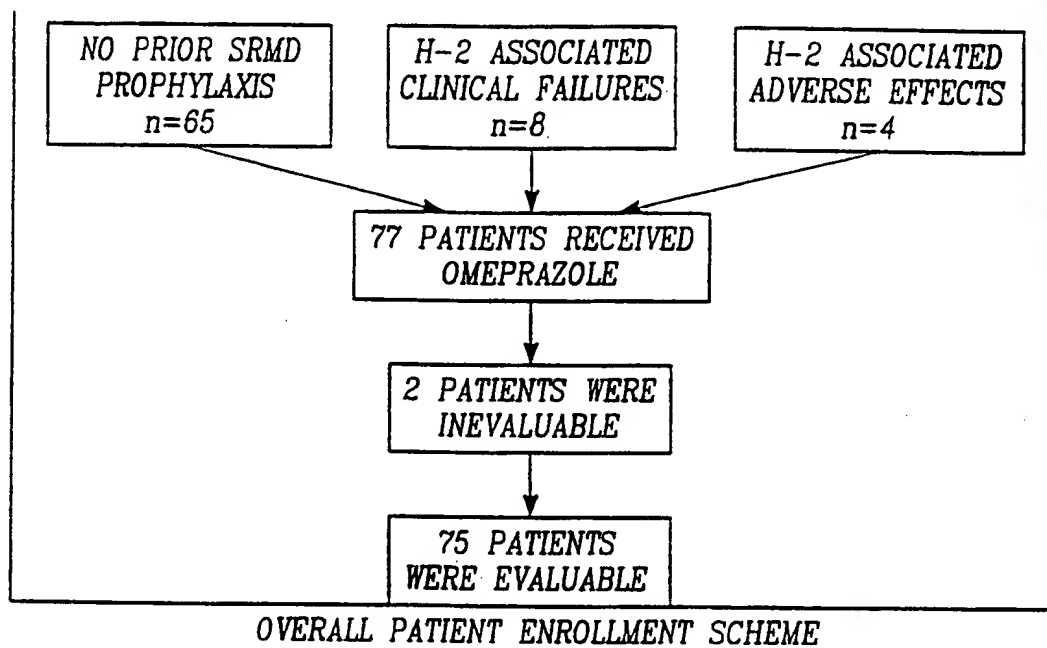 NO PRIOR SRMD
PROPHYLAXIS
n=65
H-2 ASSOCIATED
CLINICAL FAILURES
n=8
H-2 ASSOCIATED
ADVERSE EFFECTS
n=4
77 PATIENTS RECEIVED
OMEPRAZOLE
2 PATIENTS WERE
INEVALUABLE
75 PATIENTS
WERE EVALUABLE
OVERALL PATIENT ENROLLMENT SCHEME